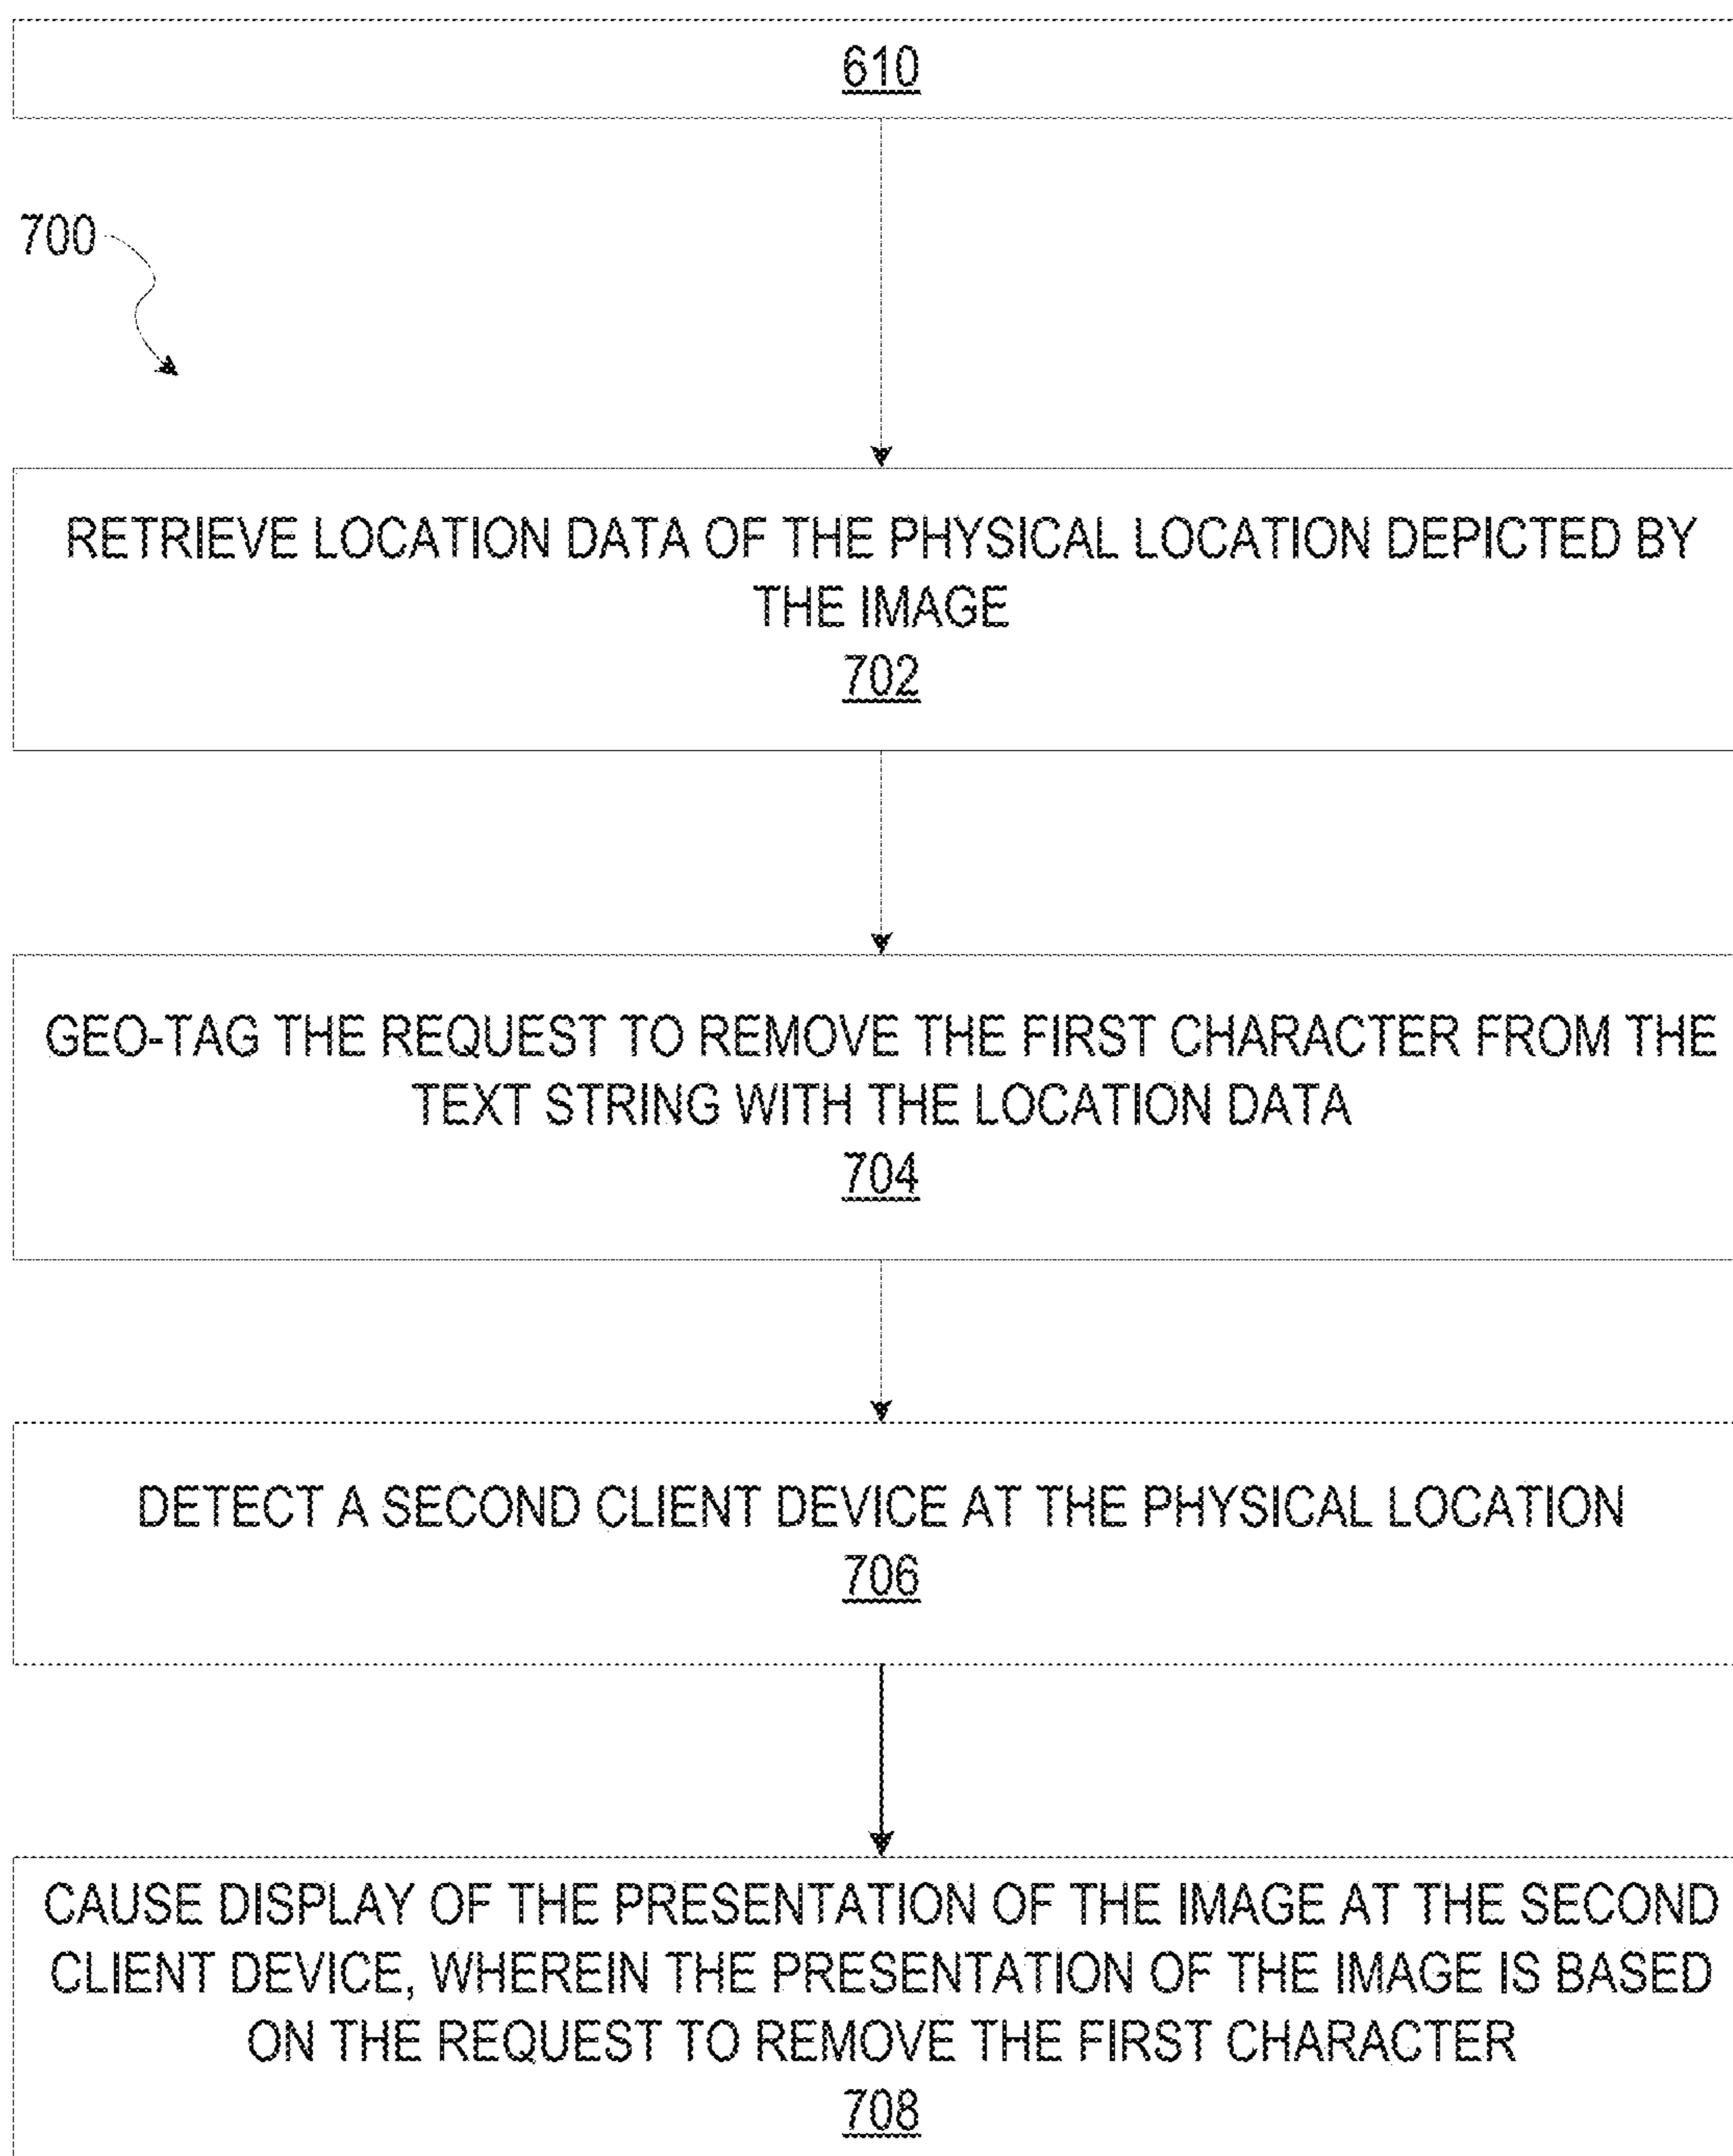 610
700
RETRIEVE LOCATION DATA OF THE PHYSICAL LOCATION DEPICTED BY
THE IMAGE
702
GEO-TAG THE REQUEST TO REMOVE THE FIRST CHARACTER FROM THE
TEXT STRING WITH THE LOCATION DATA
704
DETECT A SECOND CLIENT DEVICE AT THE PHYSICAL LOCATION
706
CAUSE DISPLAY OF THE PRESENTATION OF THE IMAGE AT THE SECOND
CLIENT DEVICE, WHEREIN THE PRESENTATION OF THE IMAGE IS BASED
ON THE REQUEST TO REMOVE THE FIRST CHARACTER
708